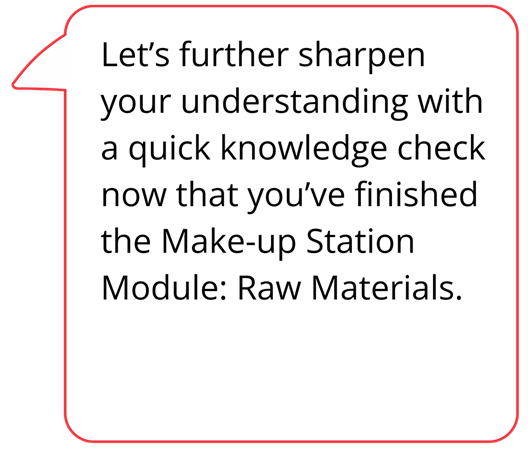 Let’s further sharpen
your understanding with
a quick knowledge check
now that you’ve finished
the Make-up Station
Module: Raw Materials.